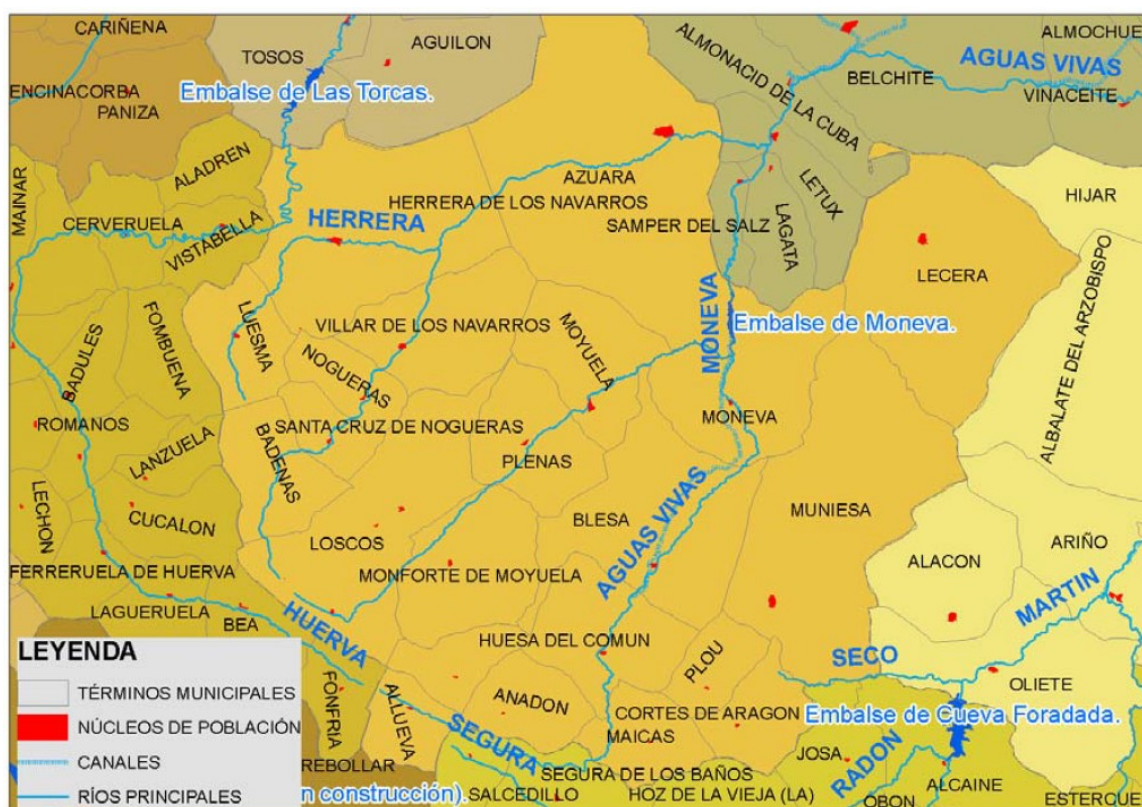 CARIÑENA
TOSOS
AGUILON
ALMOCHUE
ENCINACORBA
PANIZA
Embalse de Las Torcas.
ALMONACID DE LA CUBA
BELCHITE
AGUAS VIVAS
VINACEITE
MAINAR
ALADREN
CERVERUELA
VISTABELLA
HERRERA
HERRERA DE LOS NAVARROS
AZUARA
SAMPER DEL SALZ
LAGATA
LETUX
HIJAR
LECERA
ALBALATE DEL ARZOBISPO
BADULES
FOMBUENA
LUESMA
VILLAR DE LOS NAVARROS
NOGUERAS
MOYUELA
MONEVA
Embalse de Moneva.
ROMANOS
LANZUELA
BADENAS
SANTA CRUZ DE NOGUERAS
PLENAS
MONEVA
LECHON
CUCALON
LOSCOS
BLESA
AGUAS VIVAS
MUNIESA
ALACON
ARIÑO
FERRERUELA DE HUERVA
MONFORTE DE MOYUELA
MARTIN
LAGUERUELA
BEA
HUERVA
HUESA DEL COMUN
PLOU
SECO
OLIETE
FONFRIA
ALLUEVA
ANADON
SEGURA
CORTES DE ARAGON
MAICAS
Embalse de Cueva Foradada.
JOSA
RADON
REBOLLAR
SEGURA DE LOS BAÑOS
ALCAINE
n construcción).
SALCEDILLO
HOZ DE LA VIEJA (LA)
OBON
ESTERCUE
LEYENDA
TÉRMINOS MUNICIPALES
NÚCLEOS DE POBLACIÓN
CANALES
RÍOS PRINCIPALES